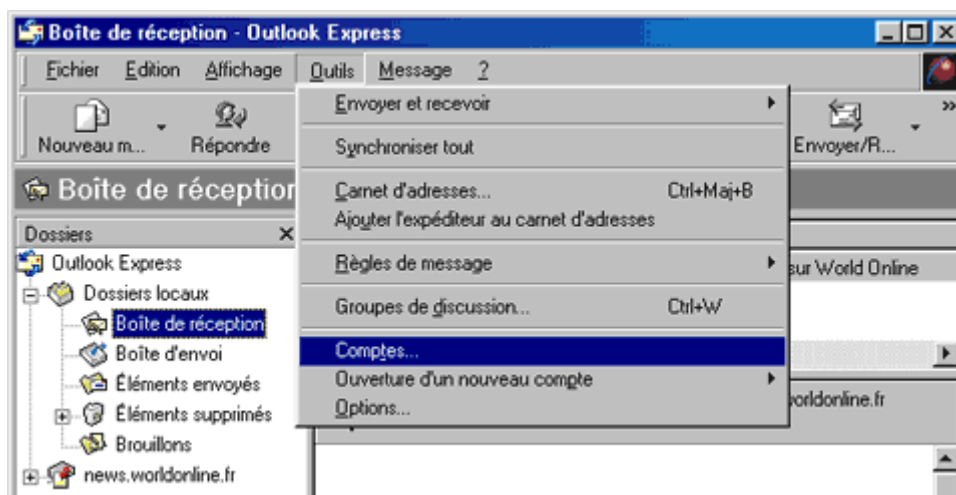 Boîte de réception - Outlook Express
Fichier Edition Affichage Outils Message ?
Nouveau m... Répondre Envoyer/R... »
Boîte de réception
Dossiers
Outlook Express
Dossiers locaux
Boîte de réception
Boîte d'envoi
Éléments envoyés
Éléments supprimés
Brouillons
news.worldonline.fr
Envoyer et recevoir
Synchroniser tout
Carnet d'adresses... Ctrl+Maj+B
Ajouter l'expéditeur au carnet d'adresses
Règles de message
Groupes de discussion... Ctrl+W
Comptes...
Ouverture d'un nouveau compte
Options...
sur World Online
worldonline.fr